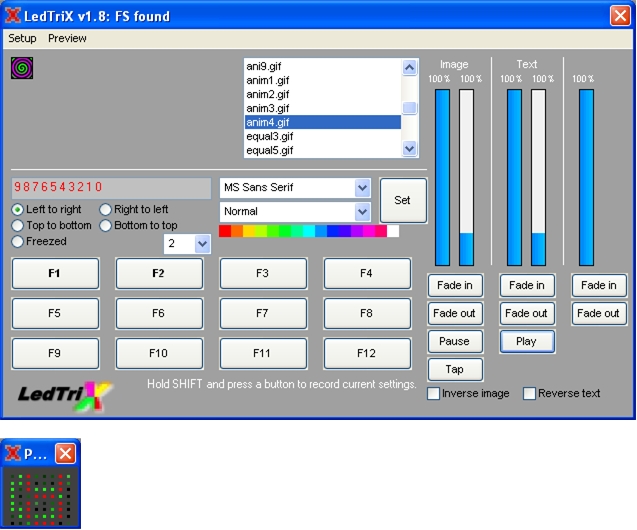 LedTriX v1.8: FS found
Setup Preview
ani9.gif
anim1.gif
anim2.gif
anim3.gif
anim4.gif
equal3.gif
equal5.gif
Image Text
100% 100% 100% 100% 100%
9876543210
MS Sans Serif
Set
Left to right Right to left
Normal
Top to bottom Bottom to top
Freezed 2
F1 F2 F3 F4
Fade in Fade in Fade in
F5 F6 F7 F8
Fade out Fade out Fade out
Pause Play
F9 F10 F11 F12
Tap
Hold SHIFT and press a button to record current settings.
LedTriX
Inverse image Reverse text
P...